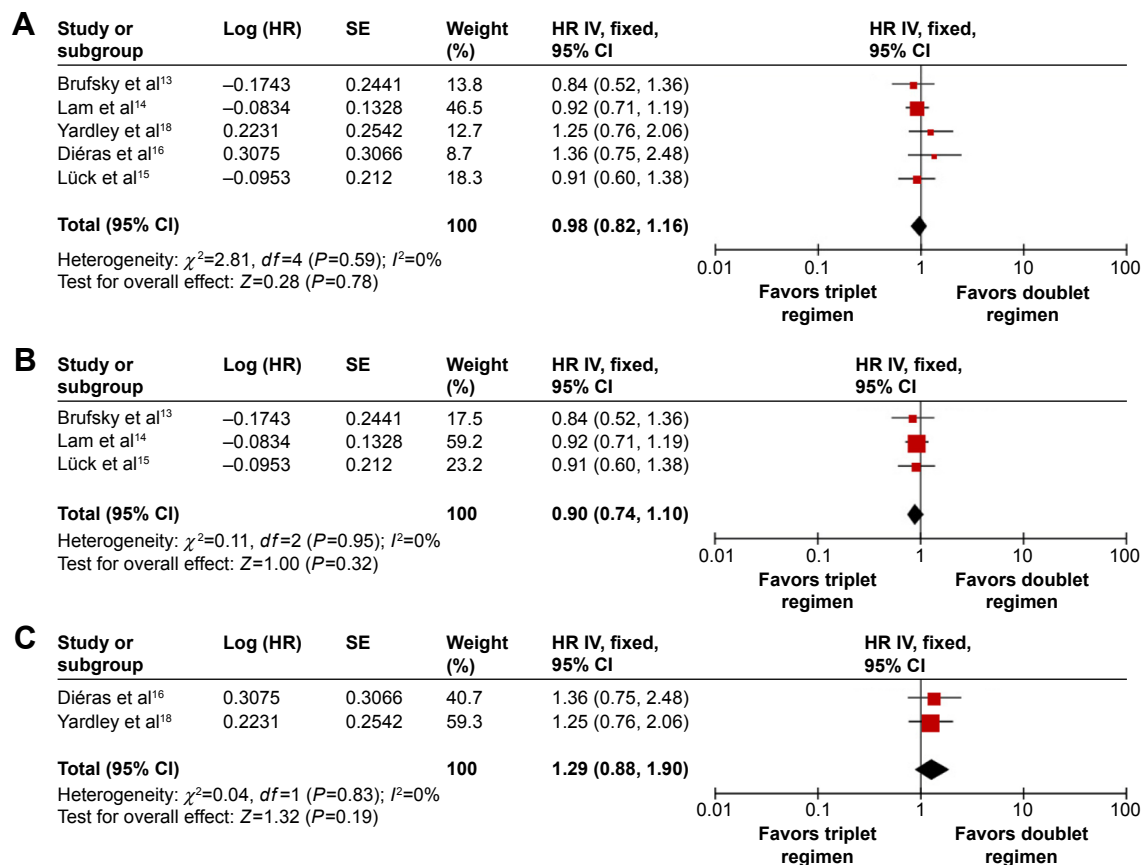 A
Study or subgroup Log (HR) SE Weight (%) HR IV, fixed, 95% CI HR IV, fixed, 95% CI
Brufsky et al13 –0.1743 0.2441 13.8 0.84 (0.52, 1.36)
Lam et al14 –0.0834 0.1328 46.5 0.92 (0.71, 1.19)
Yardley et al18 0.2231 0.2542 12.7 1.25 (0.76, 2.06)
Diéras et al16 0.3075 0.3066 8.7 1.36 (0.75, 2.48)
Lück et al15 –0.0953 0.212 18.3 0.91 (0.60, 1.38)
Total (95% CI) 100 0.98 (0.82, 1.16)
Heterogeneity: χ²=2.81, df=4 (P=0.59); I²=0%
Test for overall effect: Z=0.28 (P=0.78)
0.01 0.1 1 10 100
Favors triplet regimen Favors doublet regimen
B
Study or subgroup Log (HR) SE Weight (%) HR IV, fixed, 95% CI HR IV, fixed, 95% CI
Brufsky et al13 –0.1743 0.2441 17.5 0.84 (0.52, 1.36)
Lam et al14 –0.0834 0.1328 59.2 0.92 (0.71, 1.19)
Lück et al15 –0.0953 0.212 23.2 0.91 (0.60, 1.38)
Total (95% CI) 100 0.90 (0.74, 1.10)
Heterogeneity: χ²=0.11, df=2 (P=0.95); I²=0%
Test for overall effect: Z=1.00 (P=0.32)
0.01 0.1 1 10 100
Favors triplet regimen Favors doublet regimen
C
Study or subgroup Log (HR) SE Weight (%) HR IV, fixed, 95% CI HR IV, fixed, 95% CI
Diéras et al16 0.3075 0.3066 40.7 1.36 (0.75, 2.48)
Yardley et al18 0.2231 0.2542 59.3 1.25 (0.76, 2.06)
Total (95% CI) 100 1.29 (0.88, 1.90)
Heterogeneity: χ²=0.04, df=1 (P=0.83); I²=0%
Test for overall effect: Z=1.32 (P=0.19)
0.01 0.1 1 10 100
Favors triplet regimen Favors doublet regimen